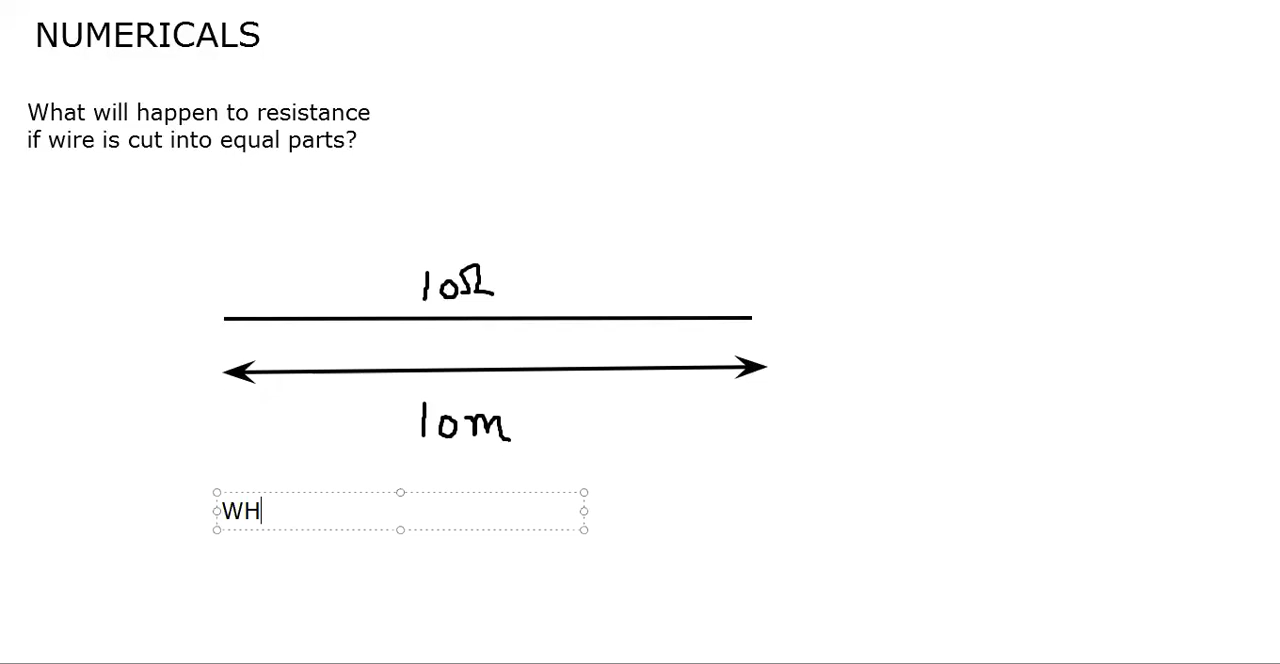 NUMERICALS
What will happen to resistance
if wire is cut into equal parts?
10Ω
10m
WH